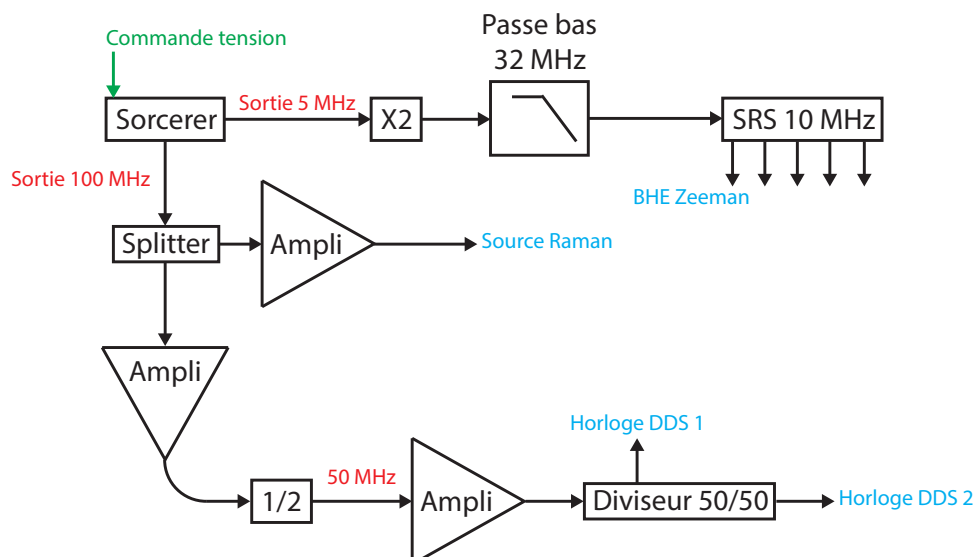 Commande tension
Passe bas
32 MHz
Sorcerer
Sortie 5 MHz
X2
SRS 10 MHz
Sortie 100 MHz
BHE Zeeman
Splitter
Ampli
Source Raman
Ampli
Horloge DDS 1
1/2
50 MHz
Ampli
Diviseur 50/50
Horloge DDS 2